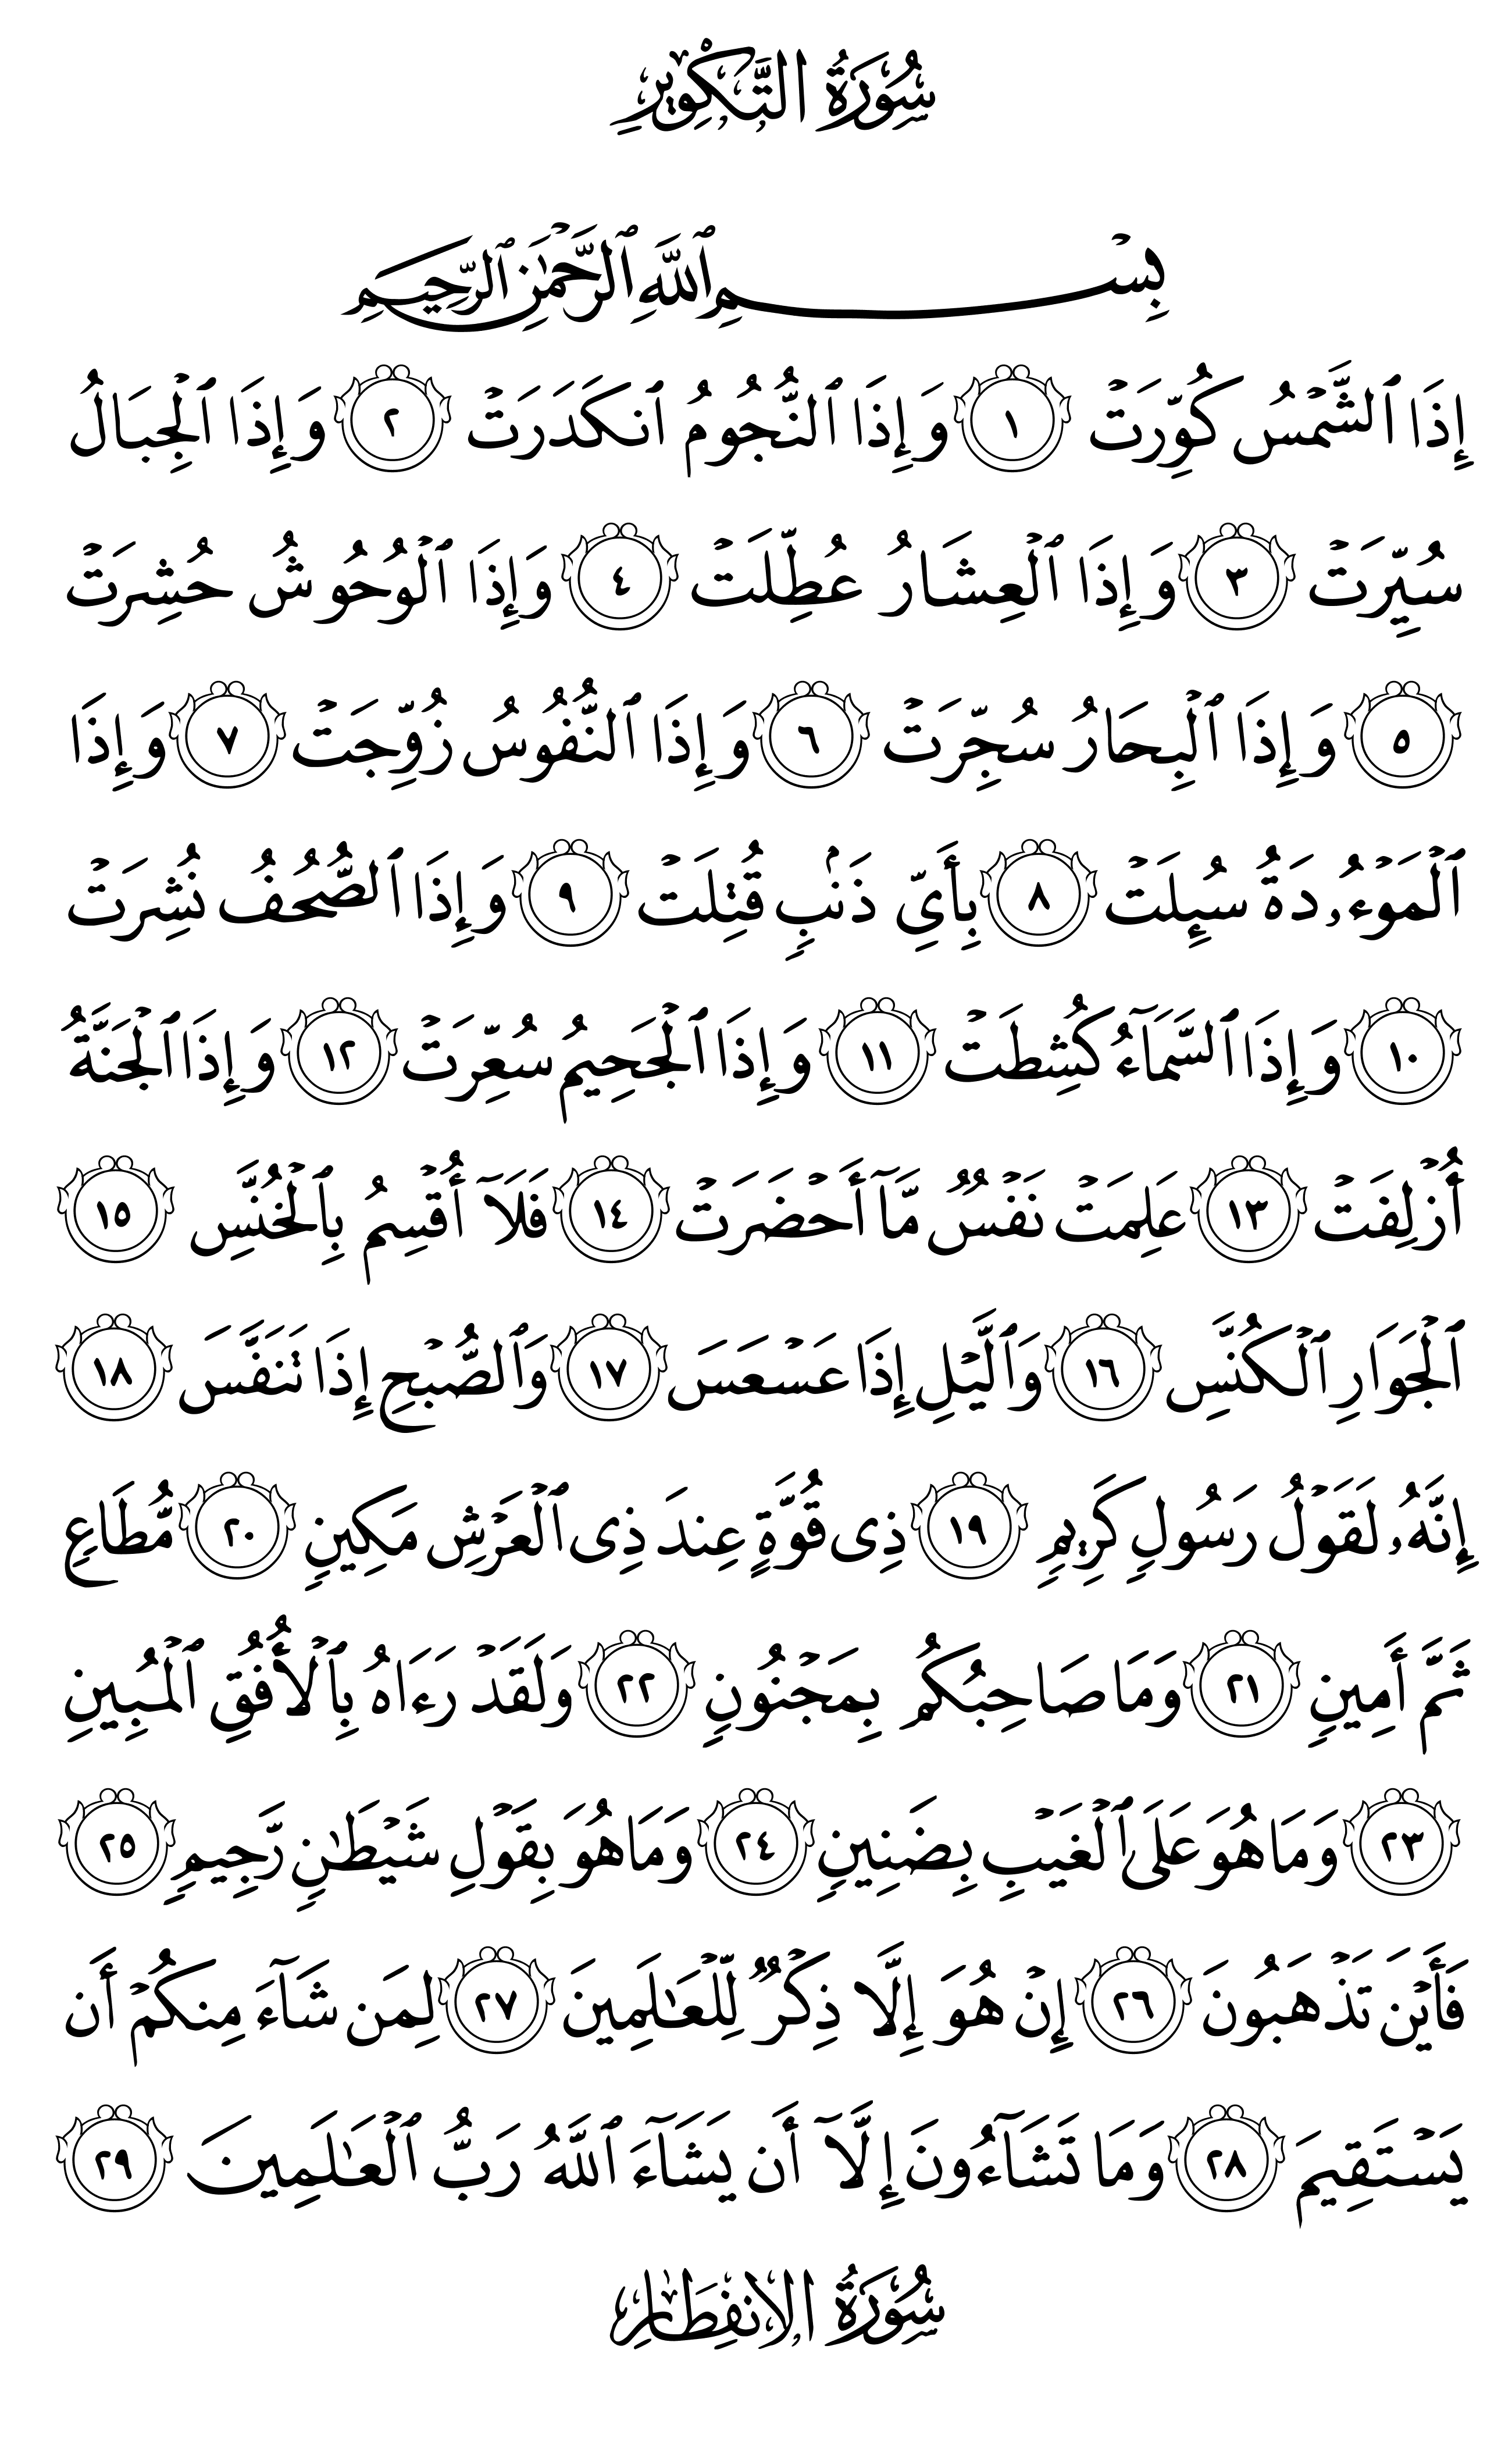 سُورَةُ التَّكْوِيرِ
بِسْمِ ٱللَّهِ ٱلرَّحْمَٰنِ ٱلرَّحِيمِ
إِذَا ٱلشَّمْسُ كُوِّرَتْ ١ وَإِذَا ٱلنُّجُومُ ٱنكَدَرَتْ ٢ وَإِذَا ٱلْجِبَالُ
سُيِّرَتْ ٣ وَإِذَا ٱلْعِشَارُ عُطِّلَتْ ٤ وَإِذَا ٱلْوُحُوشُ حُشِرَتْ
٥ وَإِذَا ٱلْبِحَارُ سُجِّرَتْ ٦ وَإِذَا ٱلنُّفُوسُ زُوِّجَتْ ٧ وَإِذَا
ٱلْمَوْءُۥدَةُ سُئِلَتْ ٨ بِأَىِّ ذَنۢبٍ قُتِلَتْ ٩ وَإِذَا ٱلصُّحُفُ نُشِرَتْ
١٠ وَإِذَا ٱلسَّمَآءُ كُشِطَتْ ١١ وَإِذَا ٱلْجَحِيمُ سُعِّرَتْ ١٢ وَإِذَا ٱلْجَنَّةُ
أُزْلِفَتْ ١٣ عَلِمَتْ نَفْسٌ مَّآ أَحْضَرَتْ ١٤ فَلَآ أُقْسِمُ بِٱلْخُنَّسِ ١٥
ٱلْجَوَارِ ٱلْكُنَّسِ ١٦ وَٱلَّيْلِ إِذَا عَسْعَسَ ١٧ وَٱلصُّبْحِ إِذَا تَنَفَّسَ ١٨
إِنَّهُۥ لَقَوْلُ رَسُولٍ كَرِيمٍ ١٩ ذِى قُوَّةٍ عِندَ ذِى ٱلْعَرْشِ مَكِينٍ ٢٠ مُّطَاعٍ
ثَمَّ أَمِينٍ ٢١ وَمَا صَاحِبُكُم بِمَجْنُونٍ ٢٢ وَلَقَدْ رَءَاهُ بِٱلْأُفُقِ ٱلْمُبِينِ
٢٣ وَمَا هُوَ عَلَى ٱلْغَيْبِ بِضَنِينٍ ٢٤ وَمَا هُوَ بِقَوْلِ شَيْطَٰنٍ رَّجِيمٍ ٢٥
فَأَيْنَ تَذْهَبُونَ ٢٦ إِنْ هُوَ إِلَّا ذِكْرٌ لِّلْعَٰلَمِينَ ٢٧ لِمَن شَآءَ مِنكُمْ أَن
يَسْتَقِيمَ ٢٨ وَمَا تَشَآءُونَ إِلَّآ أَن يَشَآءَ ٱللَّهُ رَبُّ ٱلْعَٰلَمِينَ ٢٩
سُورَةُ الانفِطَارِ